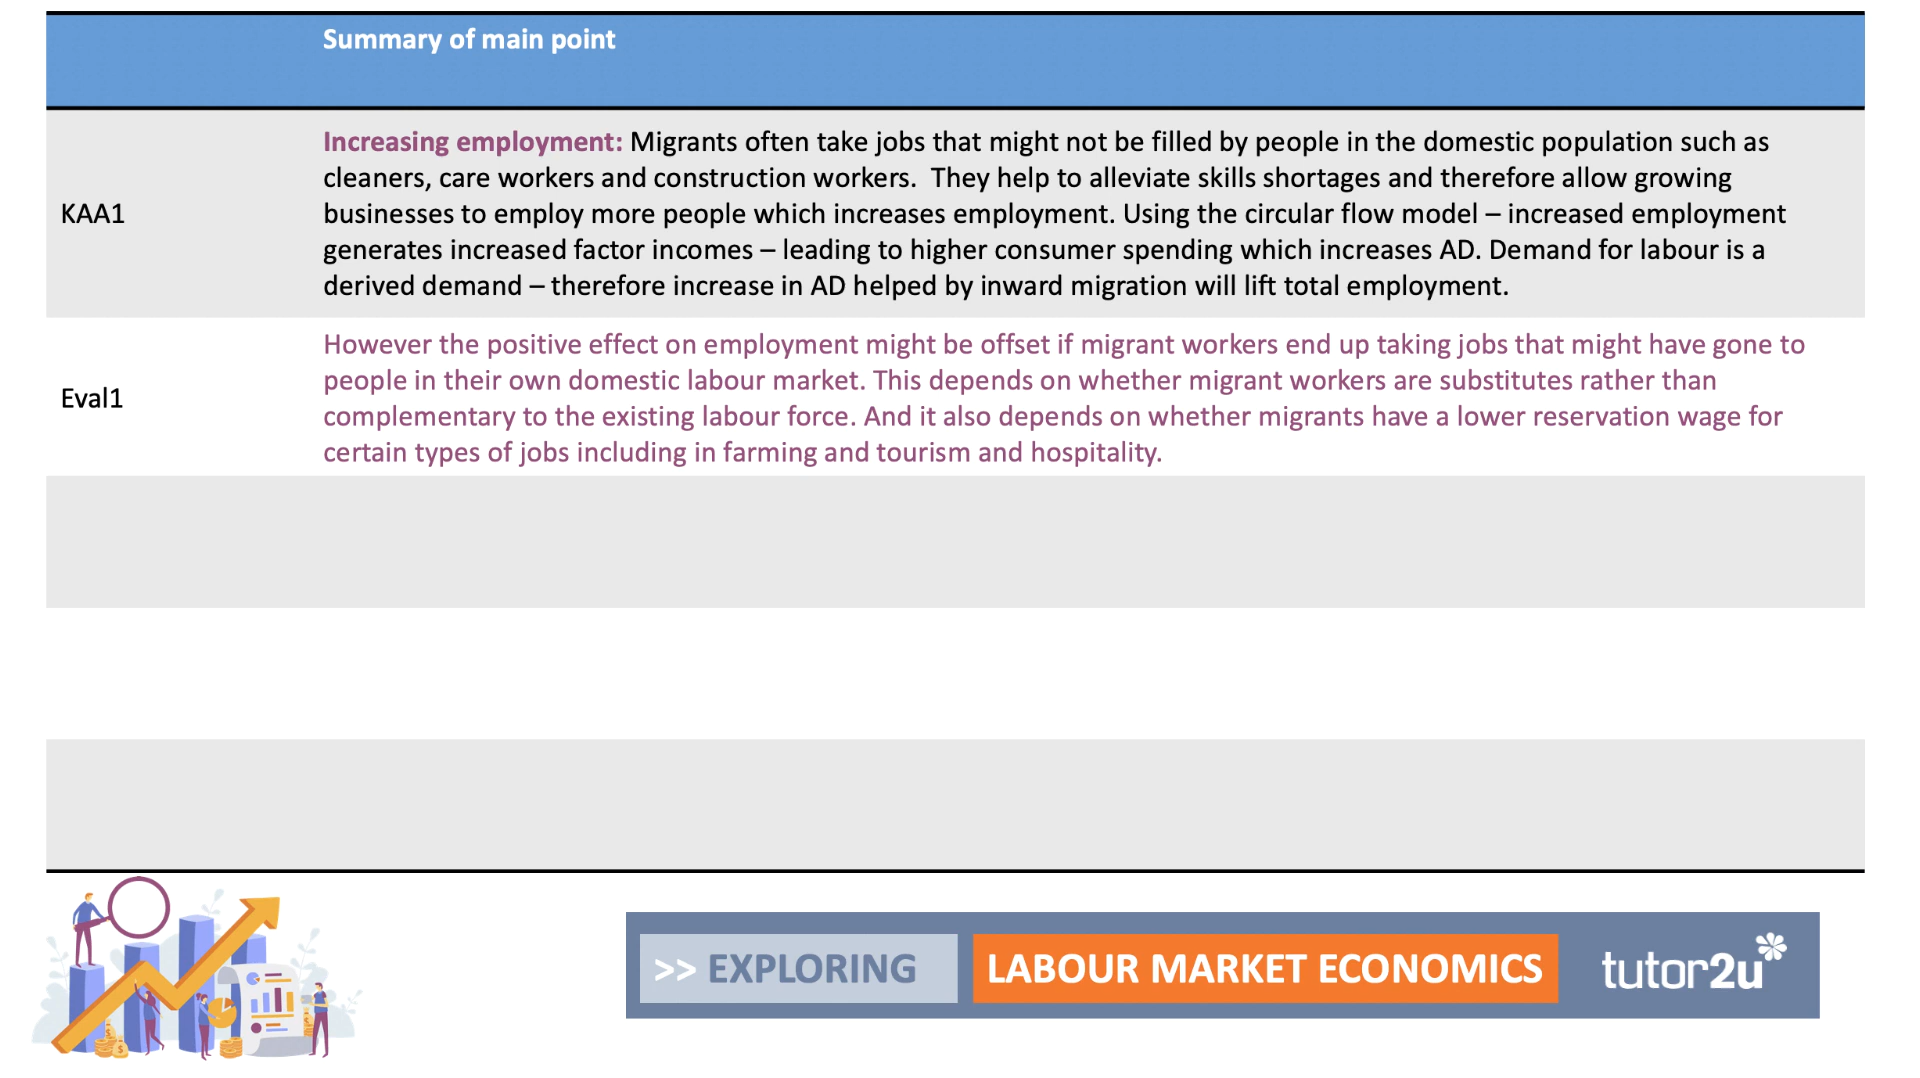 Summary of main point
KAA1
Increasing employment: Migrants often take jobs that might not be filled by people in the domestic population such as
cleaners, care workers and construction workers.  They help to alleviate skills shortages and therefore allow growing
businesses to employ more people which increases employment. Using the circular flow model – increased employment
generates increased factor incomes – leading to higher consumer spending which increases AD. Demand for labour is a
derived demand – therefore increase in AD helped by inward migration will lift total employment.
Eval1
However the positive effect on employment might be offset if migrant workers end up taking jobs that might have gone to
people in their own domestic labour market. This depends on whether migrant workers are substitutes rather than
complementary to the existing labour force. And it also depends on whether migrants have a lower reservation wage for
certain types of jobs including in farming and tourism and hospitality.
>> EXPLORING LABOUR MARKET ECONOMICS tutor2u